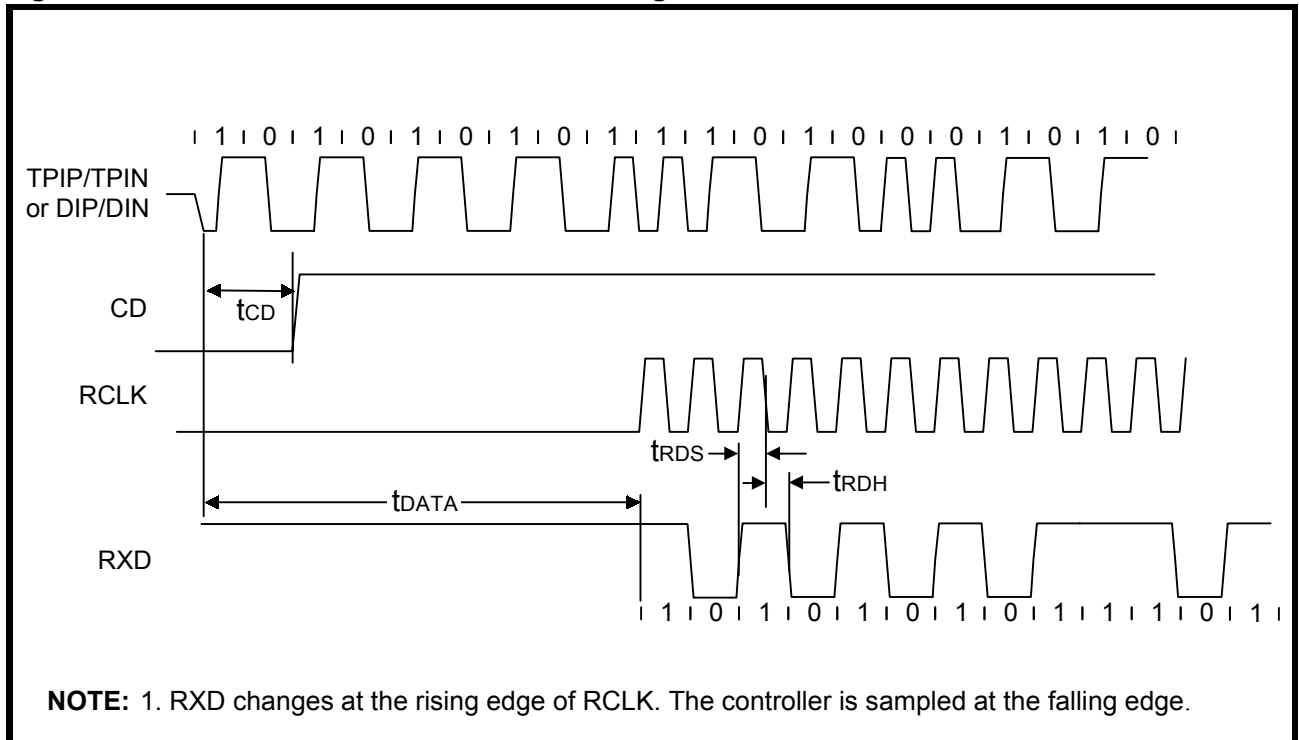 ı 1 ı 0 ı 1 ı 0 ı 1 ı 0 ı 1 ı 0 ı 1 ı 1 ı 1 ı 0 ı 1 ı 0 ı 0 ı 0 ı 1 ı 0 ı 1 ı 0 ı
TPIP/TPIN
or DIP/DIN
CD
tCD
RCLK
tRDS
tRDH
tDATA
RXD
ı 1 ı 0 ı 1 ı 0 ı 1 ı 0 ı 1 ı 0 ı 1 ı 1 ı 1 ı 0 ı 1 ı
NOTE: 1. RXD changes at the rising edge of RCLK. The controller is sampled at the falling edge.